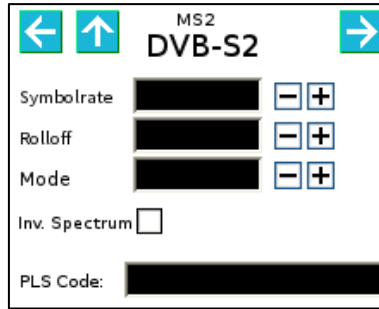 MS2
DVB-S2
Symbolrate
Rolloff
Mode
Inv. Spectrum
PLS Code: